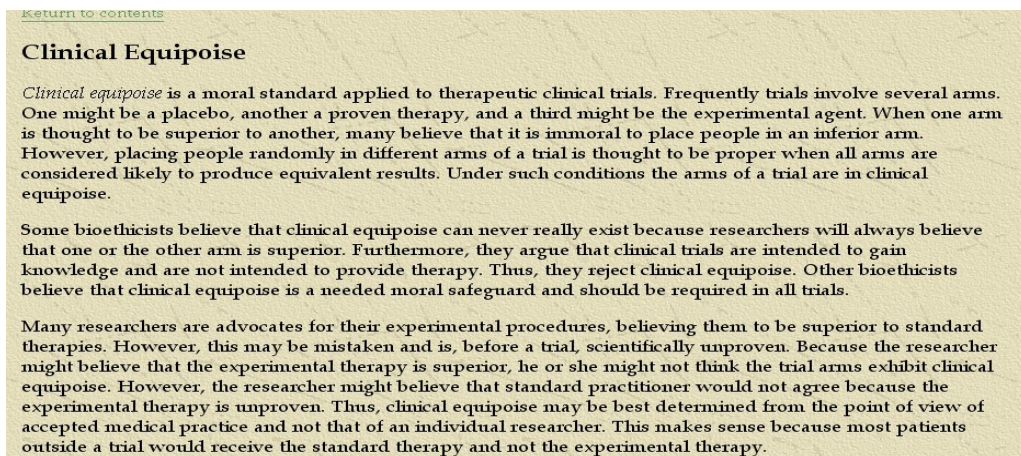 Return to contents
Clinical Equipoise
Clinical equipoise is a moral standard applied to therapeutic clinical trials. Frequently trials involve several arms.
One might be a placebo, another a proven therapy, and a third might be the experimental agent. When one arm
is thought to be superior to another, many believe that it is immoral to place people in an inferior arm.
However, placing people randomly in different arms of a trial is thought to be proper when all arms are
considered likely to produce equivalent results. Under such conditions the arms of a trial are in clinical
equipoise.
Some bioethicists believe that clinical equipoise can never really exist because researchers will always believe
that one or the other arm is superior. Furthermore, they argue that clinical trials are intended to gain
knowledge and are not intended to provide therapy. Thus, they reject clinical equipoise. Other bioethicists
believe that clinical equipoise is a needed moral safeguard and should be required in all trials.
Many researchers are advocates for their experimental procedures, believing them to be superior to standard
therapies. However, this may be mistaken and is, before a trial, scientifically unproven. Because the researcher
might believe that the experimental therapy is superior, he or she might not think the trial arms exhibit clinical
equipoise. However, the researcher might believe that standard practitioner would not agree because the
experimental therapy is unproven. Thus, clinical equipoise may be best determined from the point of view of
accepted medical practice and not that of an individual researcher. This makes sense because most patients
outside a trial would receive the standard therapy and not the experimental therapy.